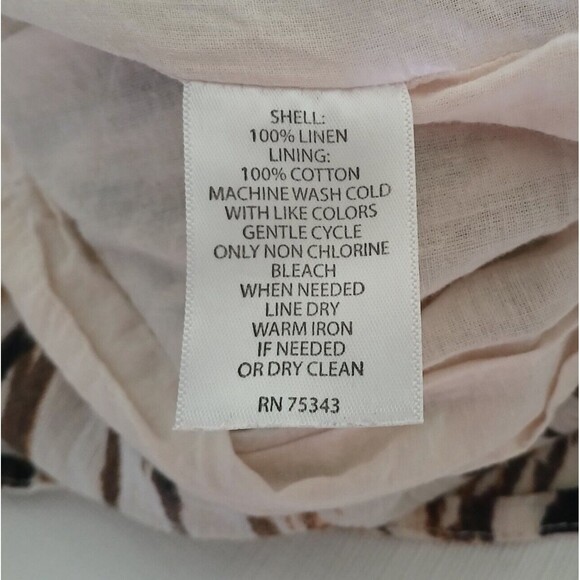 SHELL:
100% LINEN
LINING:
100% COTTON
MACHINE WASH COLD
WITH LIKE COLORS
GENTLE CYCLE
ONLY NON CHLORINE
BLEACH
WHEN NEEDED
LINE DRY
WARM IRON
IF NEEDED
OR DRY CLEAN
RN 75343